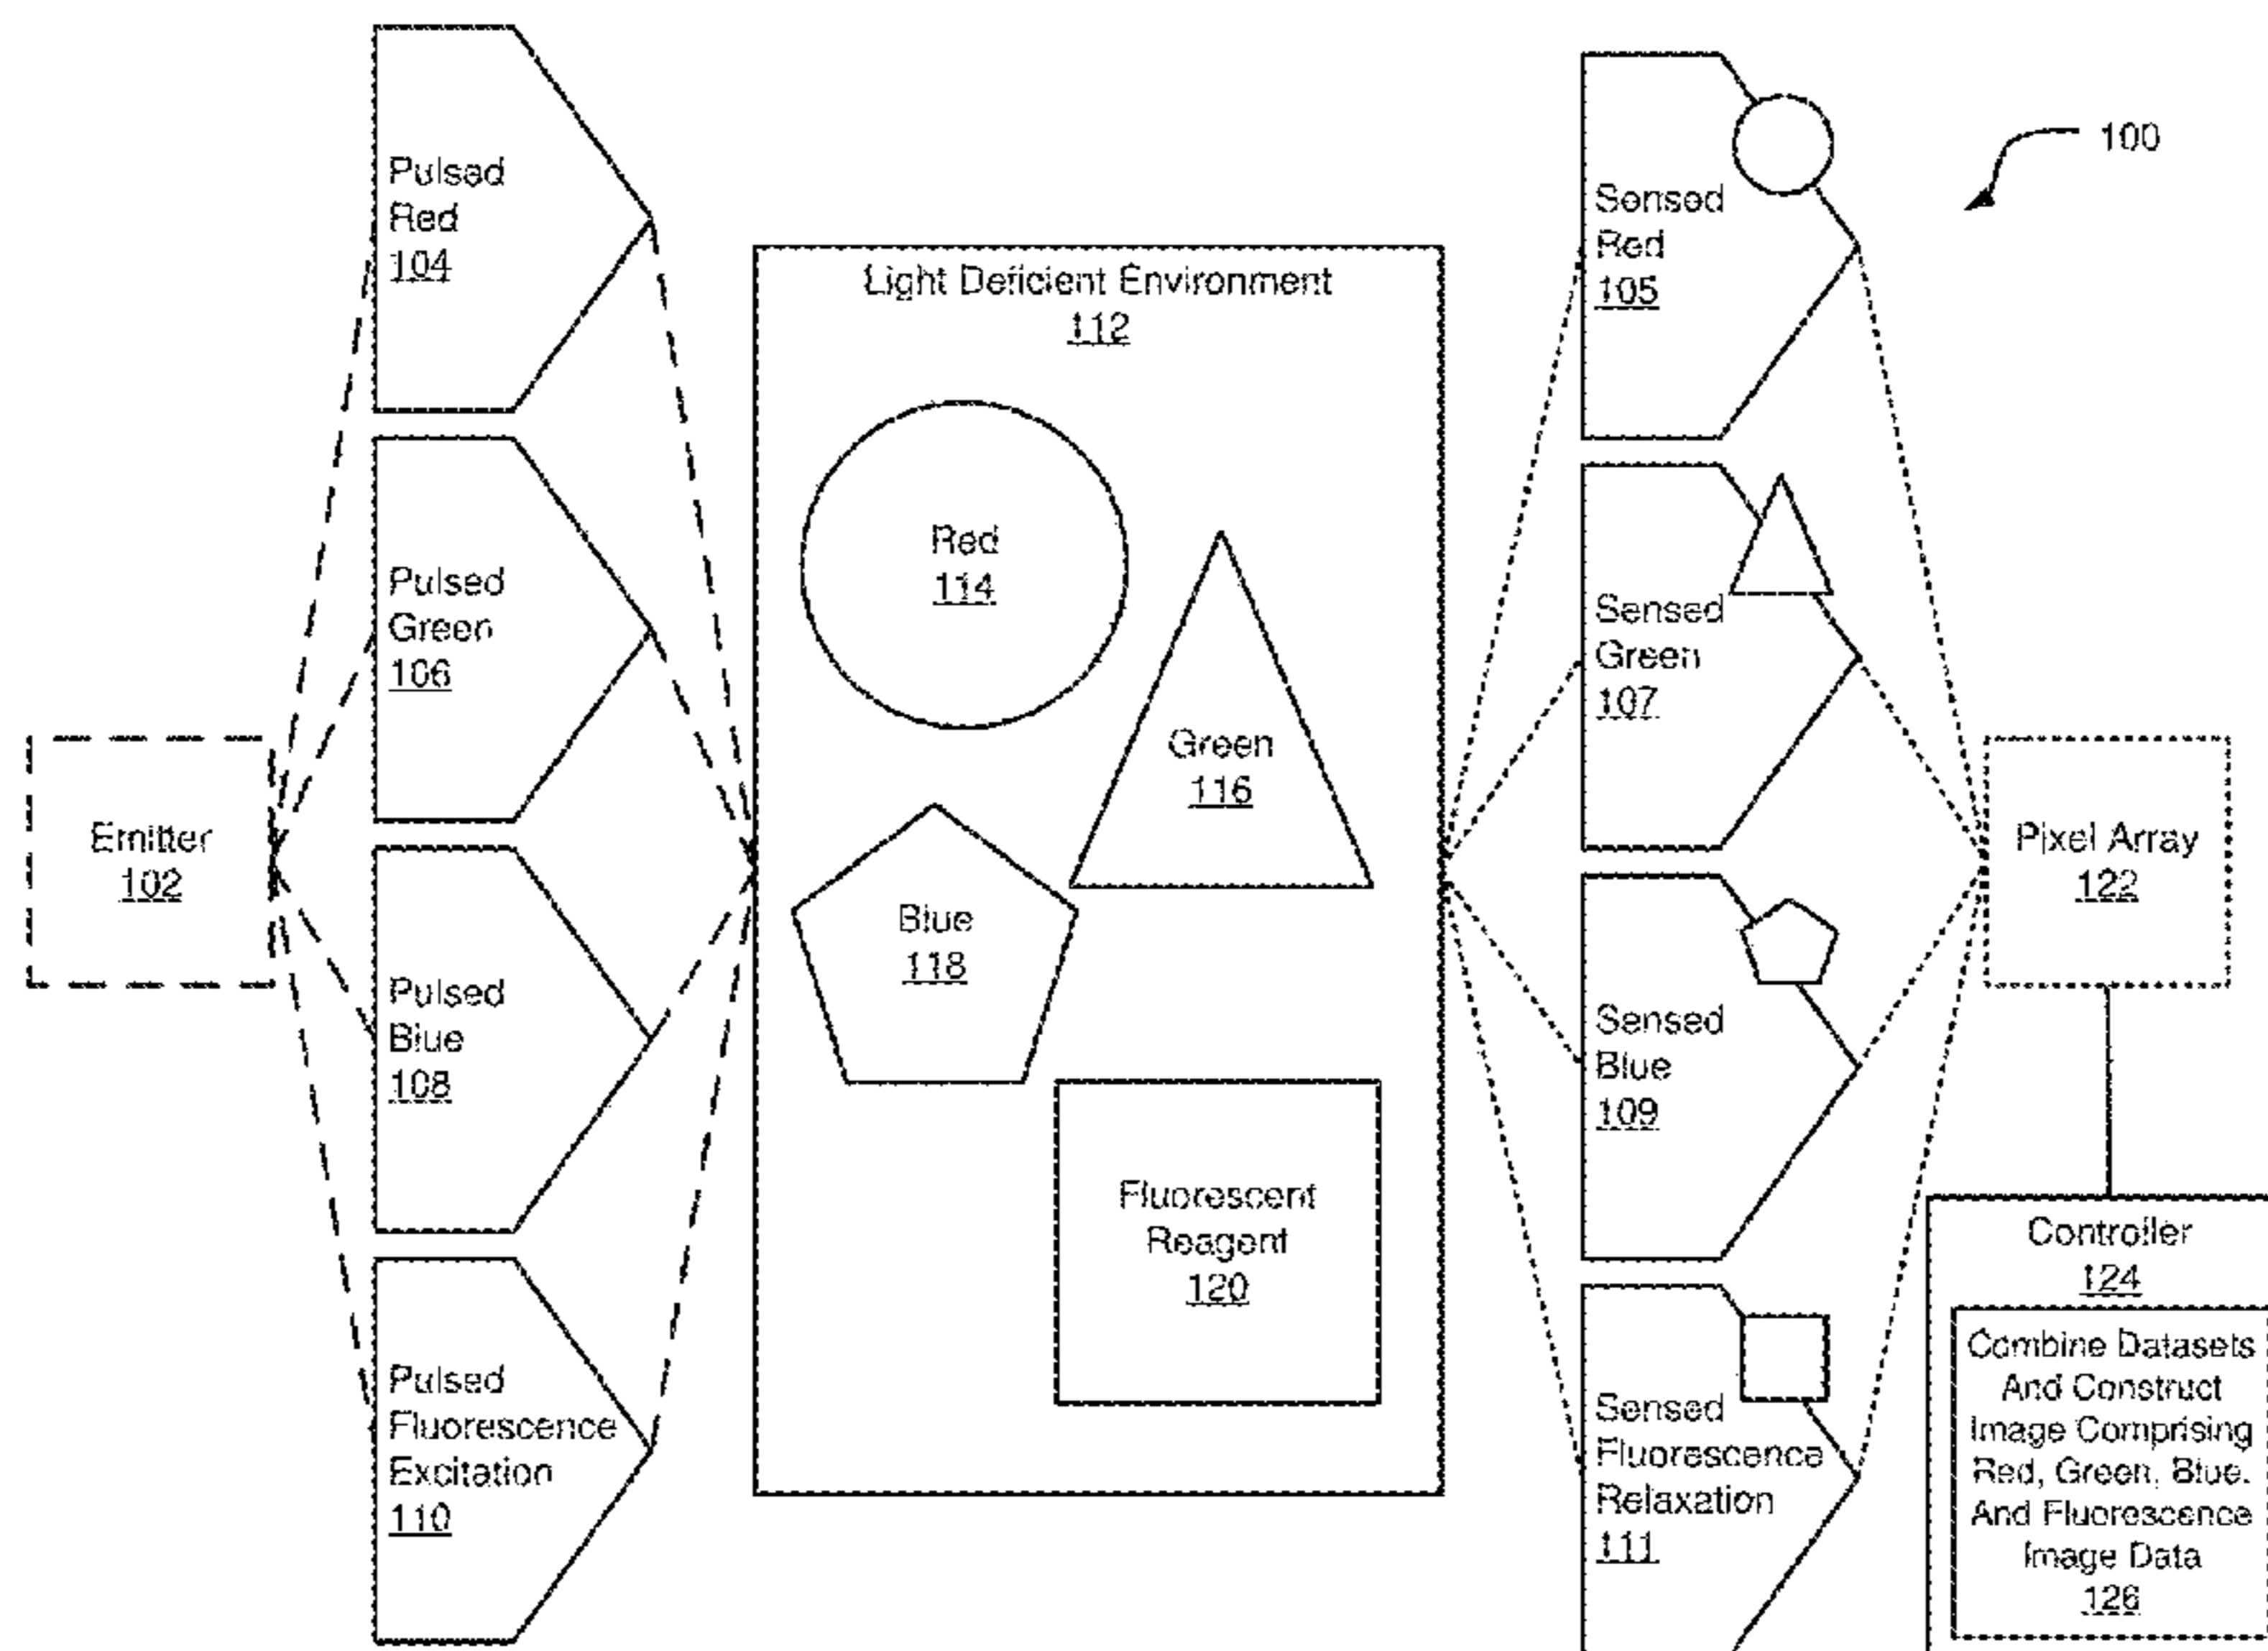 100
Pulsed
Red
104
Pulsed
Green
106
Pulsed
Blue
108
Pulsed
Fluorescence
Excitation
110
Emitter
102
Light Deficient Environment
112
Red
114
Green
116
Blue
118
Fluorescent
Reagent
120
Sensed
Red
105
Sensed
Green
107
Sensed
Blue
109
Sensed
Fluorescence
Relaxation
111
Pixel Array
122
Controller
124
Combine Datasets
And Construct
Image Comprising
Red, Green, Blue.
And Fluorescence
Image Data
126